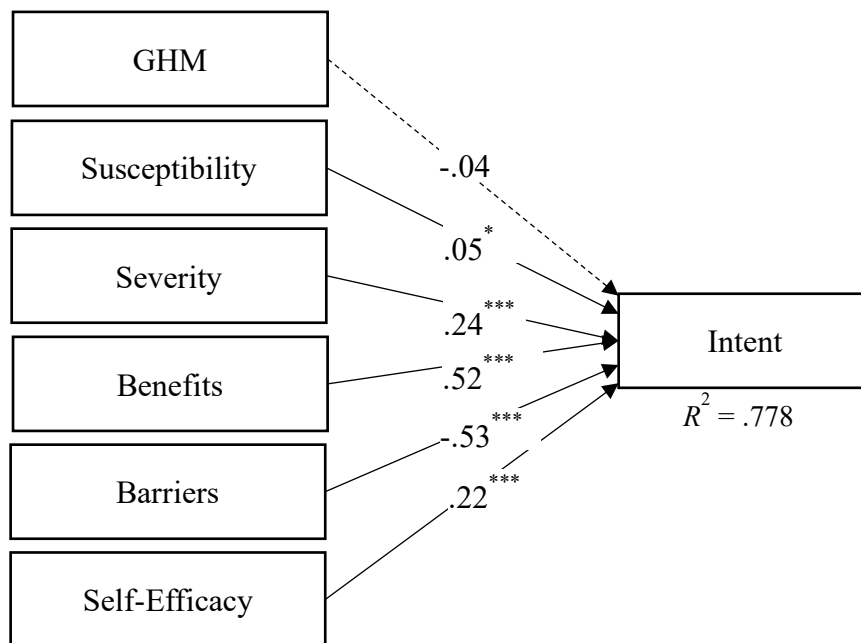 GHM
Susceptibility
Severity
Benefits
Barriers
Self-Efficacy
-.04
.05*
.24***
.52***
-.53***
.22***
Intent
R² = .778